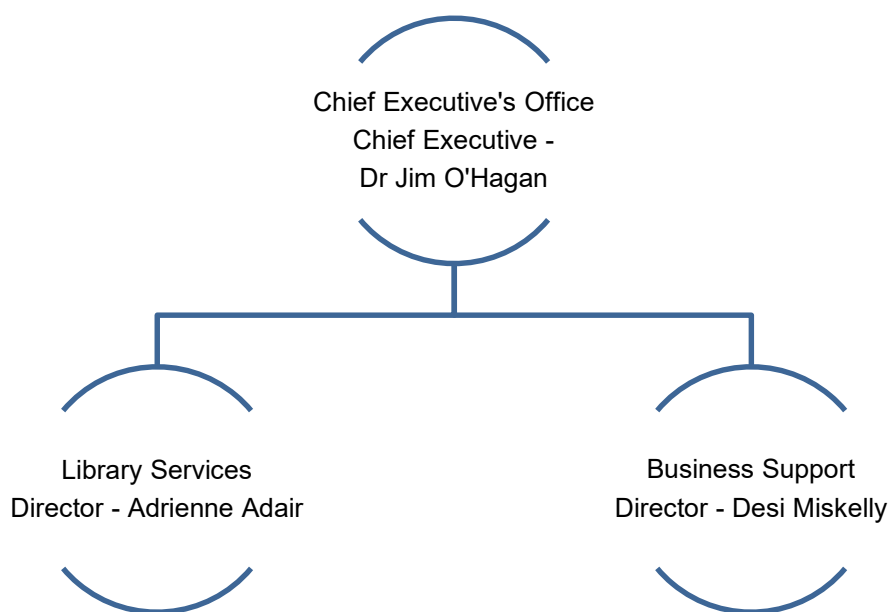 Chief Executive's Office
Chief Executive -
Dr Jim O'Hagan
Library Services
Director - Adrienne Adair
Business Support
Director - Desi Miskelly